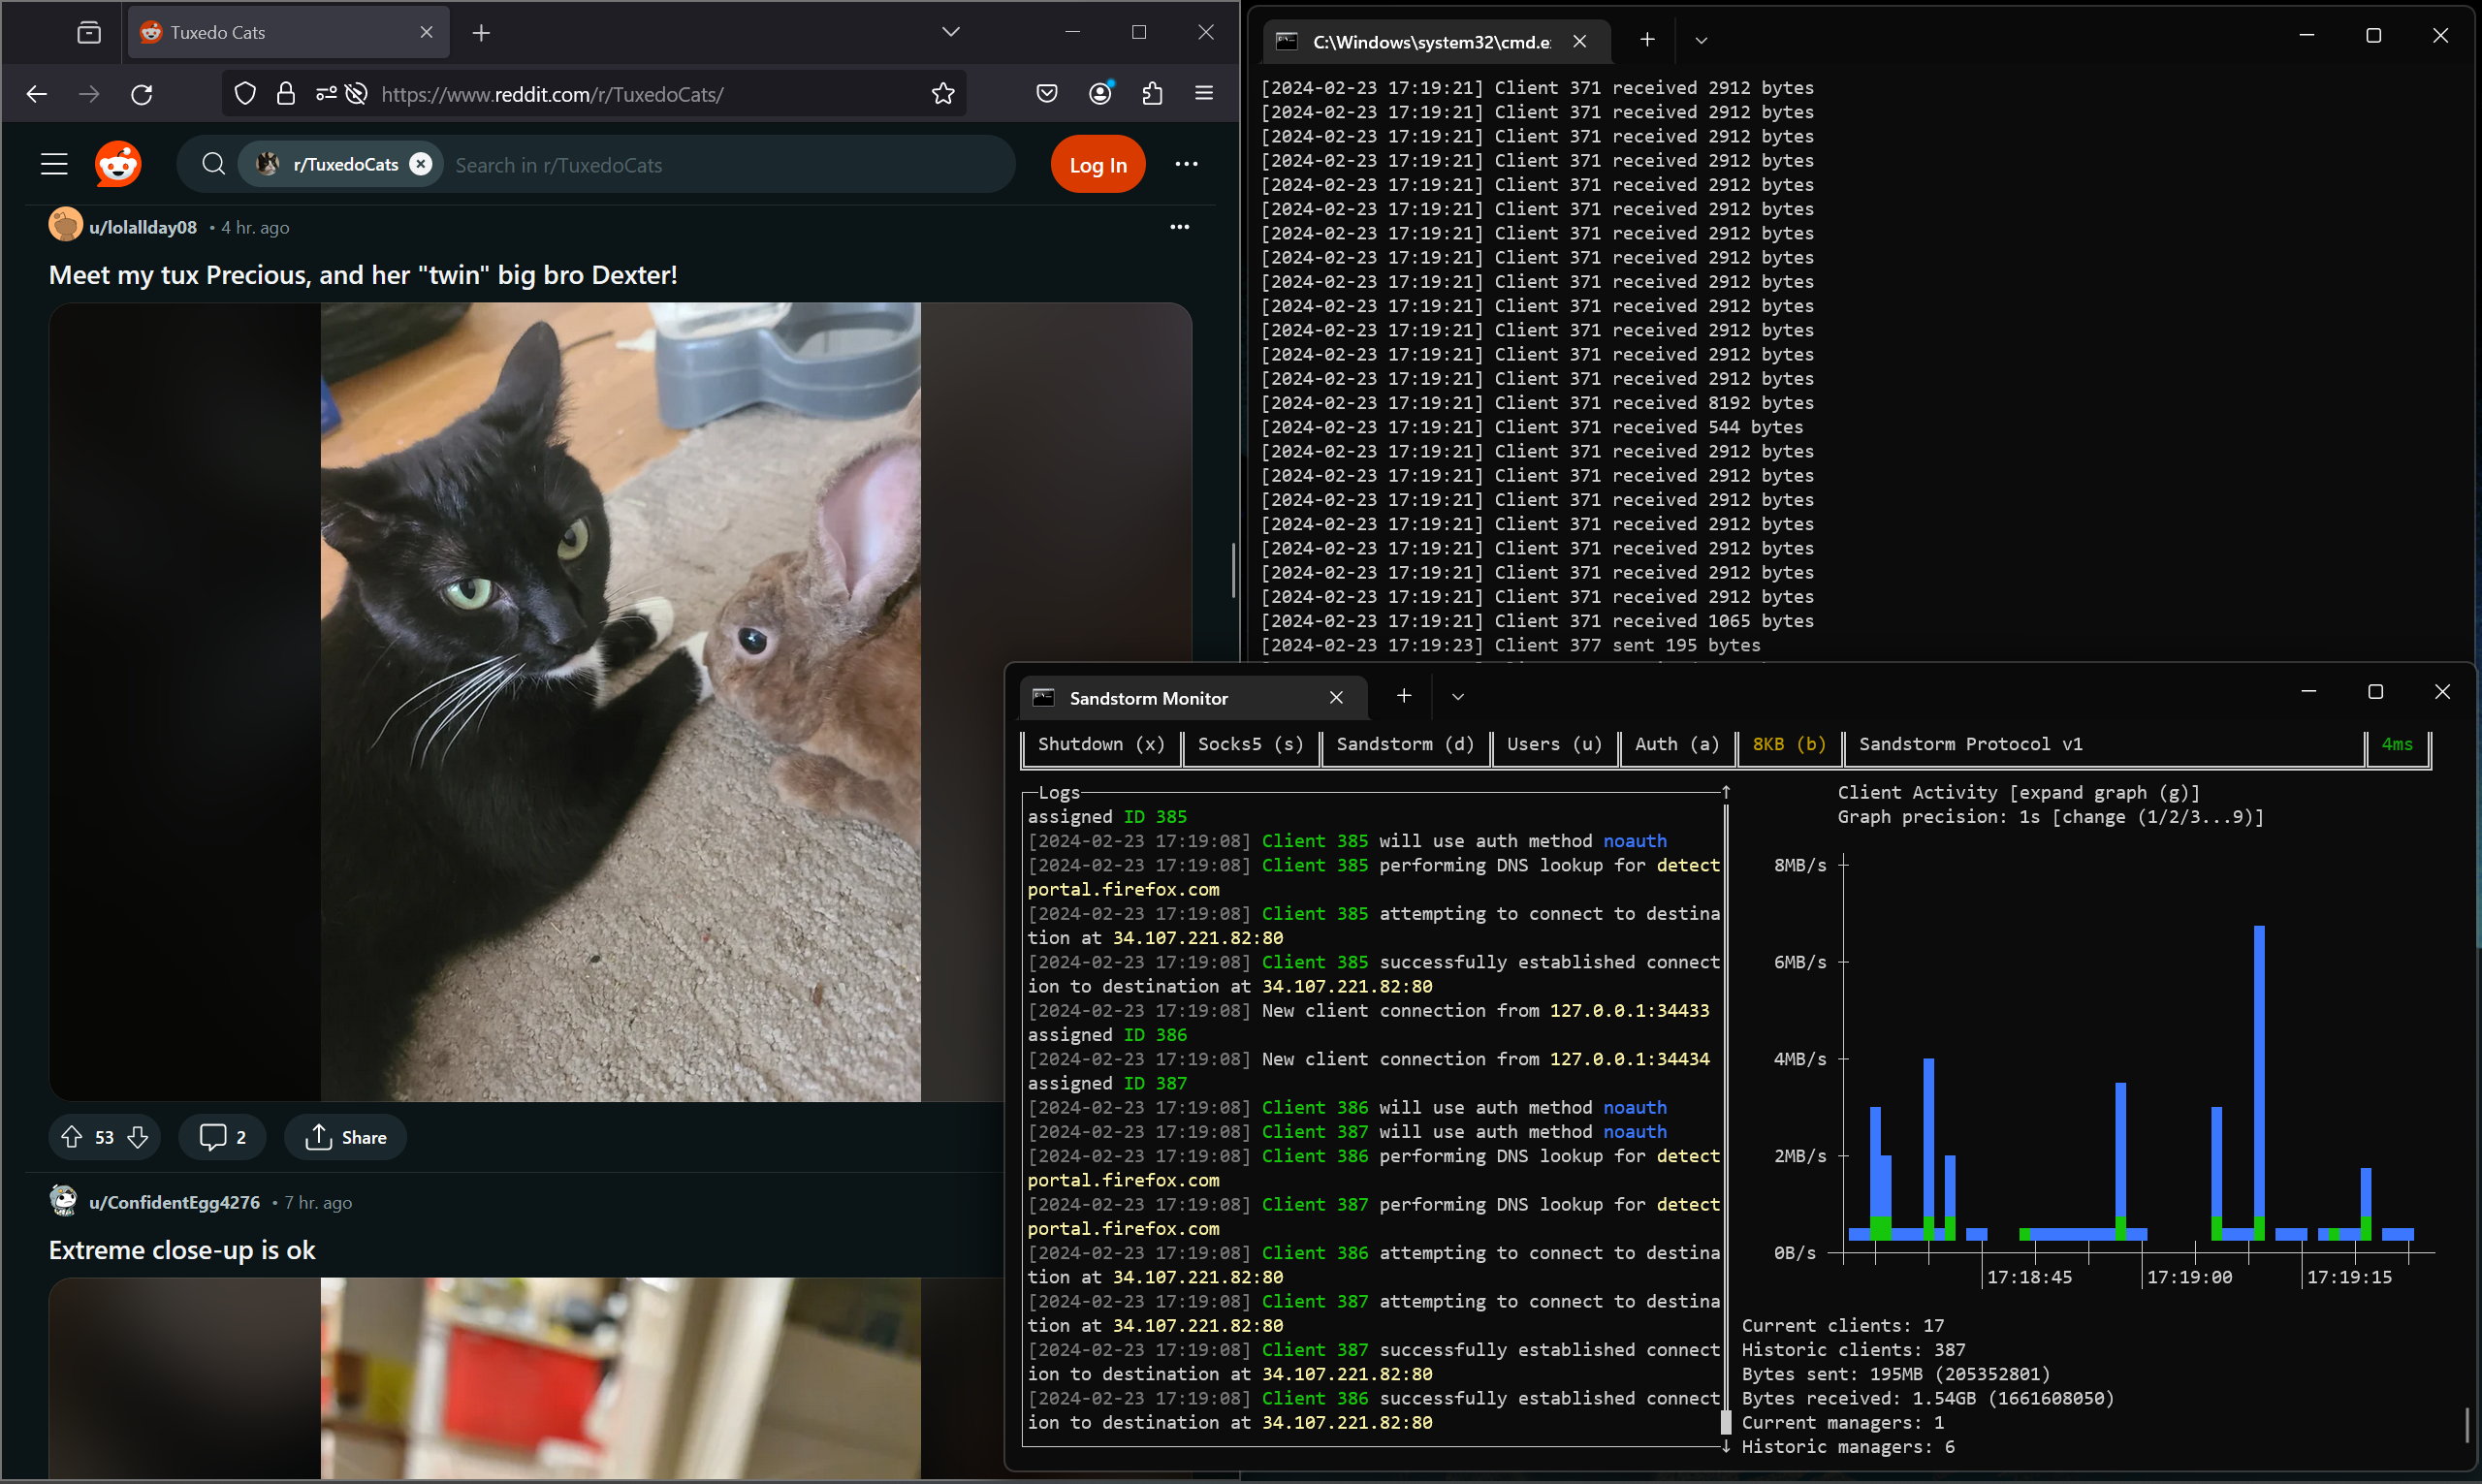 Tuxedo Cats
https://www.reddit.com/r/TuxedoCats/
r/TuxedoCats
Search in r/TuxedoCats
Log In
u/lolallday08 • 4 hr. ago
Meet my tux Precious, and her "twin" big bro Dexter!
53
2
Share
u/ConfidentEgg4276 • 7 hr. ago
Extreme close-up is ok
C:\Windows\system32\cmd.e
[2024-02-23 17:19:21] Client 371 received 2912 bytes
[2024-02-23 17:19:21] Client 371 received 2912 bytes
[2024-02-23 17:19:21] Client 371 received 2912 bytes
[2024-02-23 17:19:21] Client 371 received 2912 bytes
[2024-02-23 17:19:21] Client 371 received 2912 bytes
[2024-02-23 17:19:21] Client 371 received 2912 bytes
[2024-02-23 17:19:21] Client 371 received 2912 bytes
[2024-02-23 17:19:21] Client 371 received 2912 bytes
[2024-02-23 17:19:21] Client 371 received 2912 bytes
[2024-02-23 17:19:21] Client 371 received 2912 bytes
[2024-02-23 17:19:21] Client 371 received 2912 bytes
[2024-02-23 17:19:21] Client 371 received 2912 bytes
[2024-02-23 17:19:21] Client 371 received 2912 bytes
[2024-02-23 17:19:21] Client 371 received 8192 bytes
[2024-02-23 17:19:21] Client 371 received 544 bytes
[2024-02-23 17:19:21] Client 371 received 2912 bytes
[2024-02-23 17:19:21] Client 371 received 2912 bytes
[2024-02-23 17:19:21] Client 371 received 2912 bytes
[2024-02-23 17:19:21] Client 371 received 2912 bytes
[2024-02-23 17:19:21] Client 371 received 2912 bytes
[2024-02-23 17:19:21] Client 371 received 2912 bytes
[2024-02-23 17:19:21] Client 371 received 2912 bytes
[2024-02-23 17:19:21] Client 371 received 1065 bytes
[2024-02-23 17:19:23] Client 377 sent 195 bytes
Sandstorm Monitor
Shutdown (x) Socks5 (s) Sandstorm (d) Users (u) Auth (a) 8KB (b) Sandstorm Protocol v1 4ms
Logs
assigned ID 385
[2024-02-23 17:19:08] Client 385 will use auth method noauth
[2024-02-23 17:19:08] Client 385 performing DNS lookup for detect
portal.firefox.com
[2024-02-23 17:19:08] Client 385 attempting to connect to destina
tion at 34.107.221.82:80
[2024-02-23 17:19:08] Client 385 successfully established connect
ion to destination at 34.107.221.82:80
[2024-02-23 17:19:08] New client connection from 127.0.0.1:34433
assigned ID 386
[2024-02-23 17:19:08] New client connection from 127.0.0.1:34434
assigned ID 387
[2024-02-23 17:19:08] Client 386 will use auth method noauth
[2024-02-23 17:19:08] Client 387 will use auth method noauth
[2024-02-23 17:19:08] Client 386 performing DNS lookup for detect
portal.firefox.com
[2024-02-23 17:19:08] Client 387 performing DNS lookup for detect
portal.firefox.com
[2024-02-23 17:19:08] Client 386 attempting to connect to destina
tion at 34.107.221.82:80
[2024-02-23 17:19:08] Client 387 attempting to connect to destina
tion at 34.107.221.82:80
[2024-02-23 17:19:08] Client 387 successfully established connect
ion to destination at 34.107.221.82:80
[2024-02-23 17:19:08] Client 386 successfully established connect
ion to destination at 34.107.221.82:80
Client Activity [expand graph (g)]
Graph precision: 1s [change (1/2/3...9)]
8MB/s
6MB/s
4MB/s
2MB/s
0B/s
17:18:45 17:19:00 17:19:15
Current clients: 17
Historic clients: 387
Bytes sent: 195MB (205352801)
Bytes received: 1.54GB (1661608050)
Current managers: 1
Historic managers: 6